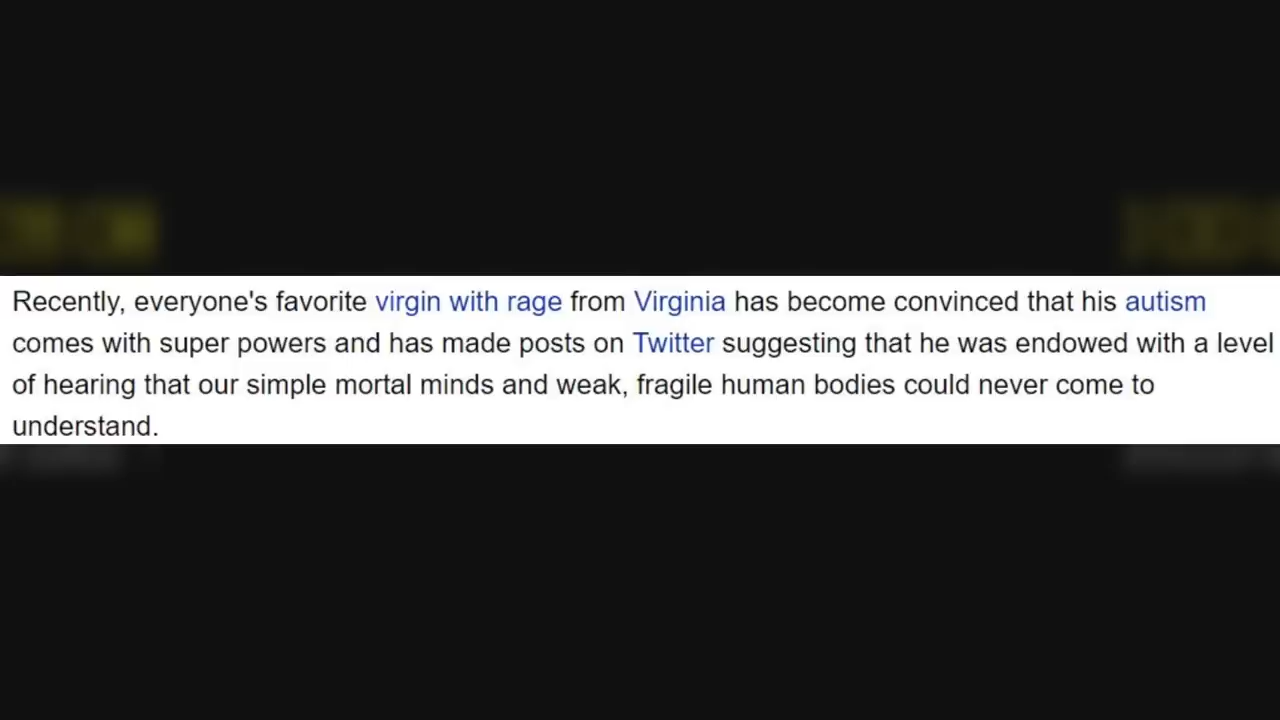 Recently, everyone's favorite virgin with rage from Virginia has become convinced that his autism
comes with super powers and has made posts on Twitter suggesting that he was endowed with a level
of hearing that our simple mortal minds and weak, fragile human bodies could never come to
understand.